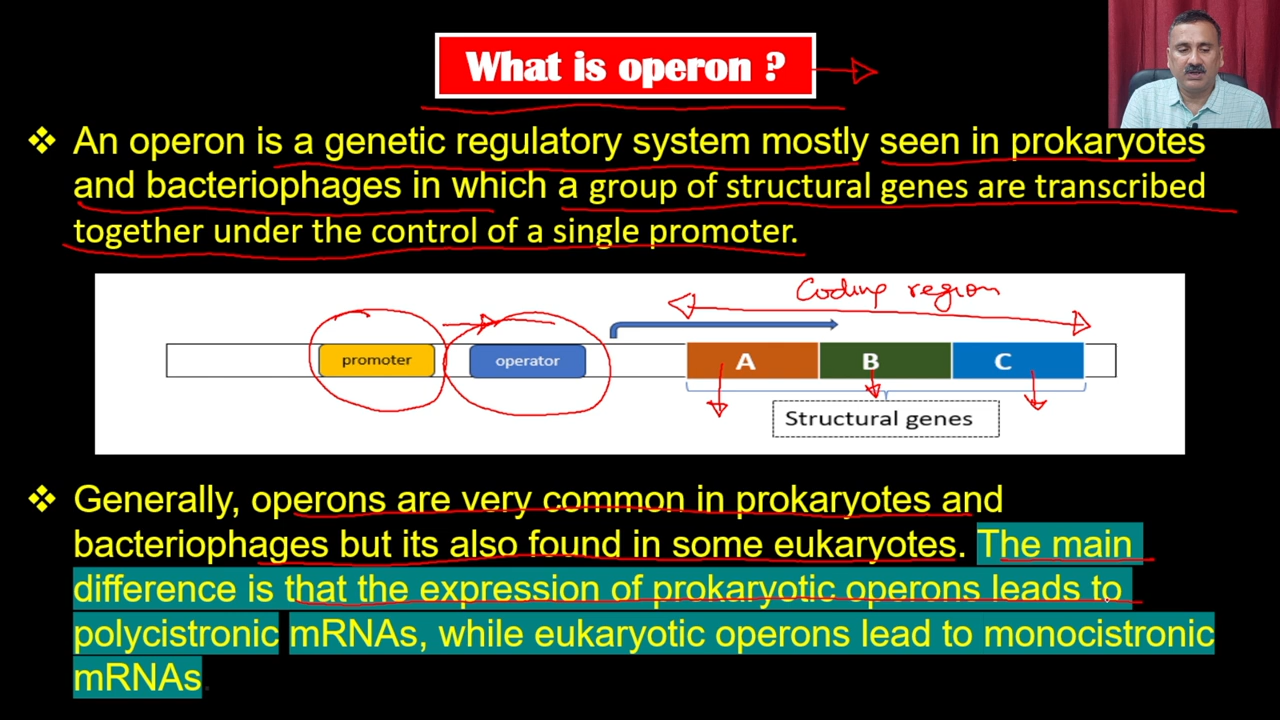 What is operon ?
❖ An operon is a genetic regulatory system mostly seen in prokaryotes
and bacteriophages in which a group of structural genes are transcribed
together under the control of a single promoter.
Coding region
promoter operator A B C
Structural genes
❖ Generally, operons are very common in prokaryotes and
bacteriophages but its also found in some eukaryotes. The main
difference is that the expression of prokaryotic operons leads to
polycistronic mRNAs, while eukaryotic operons lead to monocistronic
mRNAs.